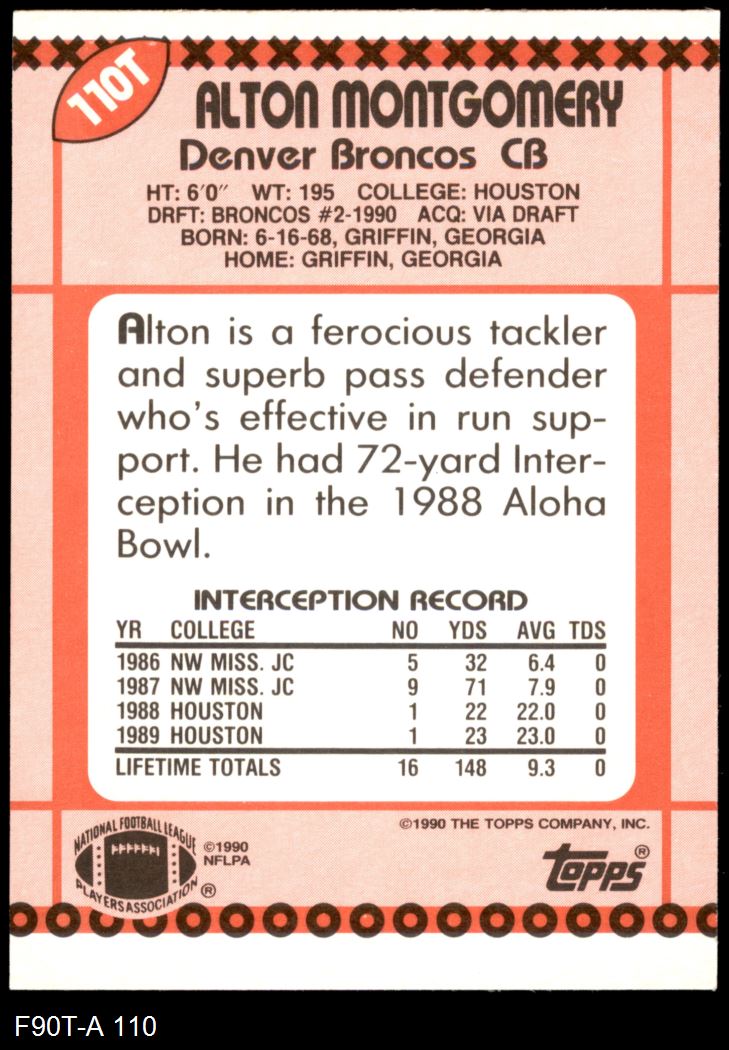 110T
ALTON MONTGOMERY
Denver Broncos CB
HT: 6'0" WT: 195 COLLEGE: HOUSTON
DRFT: BRONCOS #2-1990 ACQ: VIA DRAFT
BORN: 6-16-68, GRIFFIN, GEORGIA
HOME: GRIFFIN, GEORGIA
Alton is a ferocious tackler
and superb pass defender
who's effective in run sup-
port. He had 72-yard Inter-
ception in the 1988 Aloha
Bowl.
INTERCEPTION RECORD
YR COLLEGE NO YDS AVG TDS
1986 NW MISS. JC 5 32 6.4 0
1987 NW MISS. JC 9 71 7.9 0
1988 HOUSTON 1 22 22.0 0
1989 HOUSTON 1 23 23.0 0
LIFETIME TOTALS 16 148 9.3 0
©1990 THE TOPPS COMPANY, INC.
NATIONAL FOOTBALL LEAGUE
PLAYERS ASSOCIATION ®
©1990
NFLPA
topps®
F90T-A 110